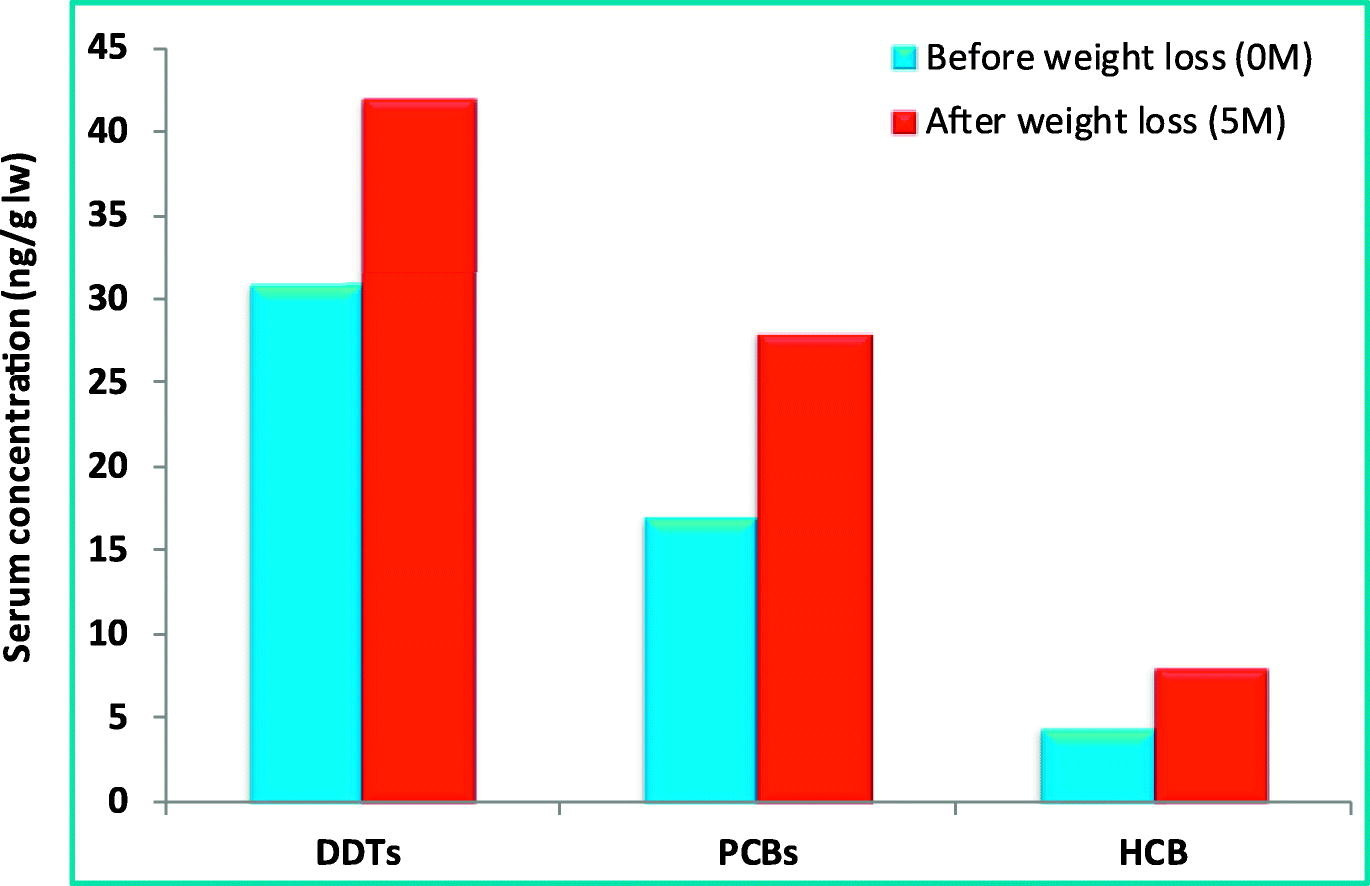 Before weight loss (0M)
After weight loss (5M)
Serum concentration (ng/g lw)
45
40
35
30
25
20
15
10
5
0
DDTs
PCBs
HCB